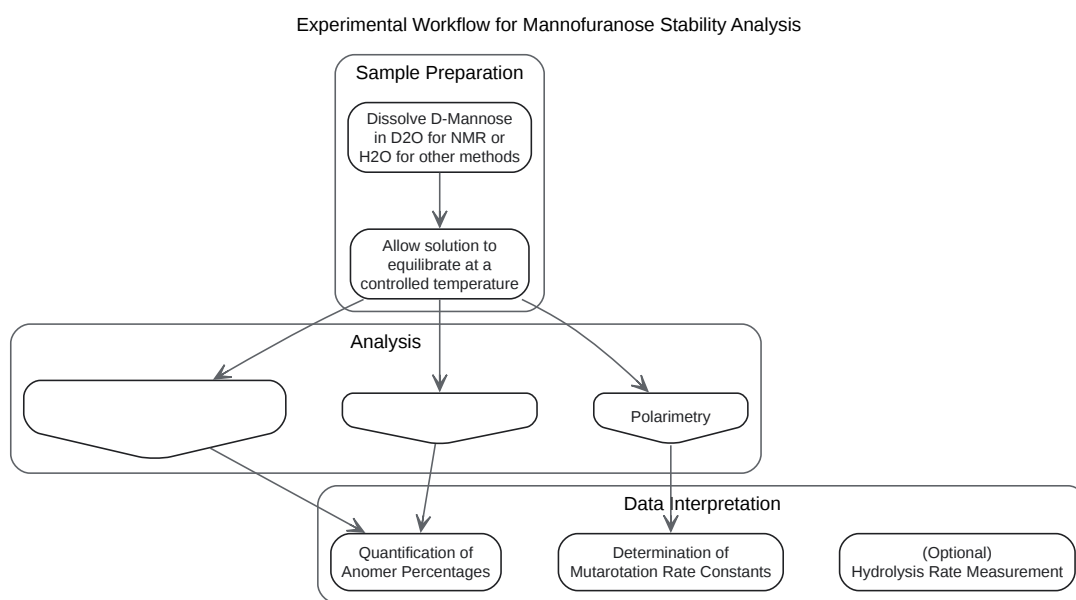 Experimental Workflow for Mannofuranose Stability Analysis
Sample Preparation
Dissolve D-Mannose
in D2O for NMR or
H2O for other methods
Allow solution to
equilibrate at a
controlled temperature
Analysis
Polarimetry
Data Interpretation
Quantification of
Anomer Percentages
Determination of
Mutarotation Rate Constants
(Optional)
Hydrolysis Rate Measurement